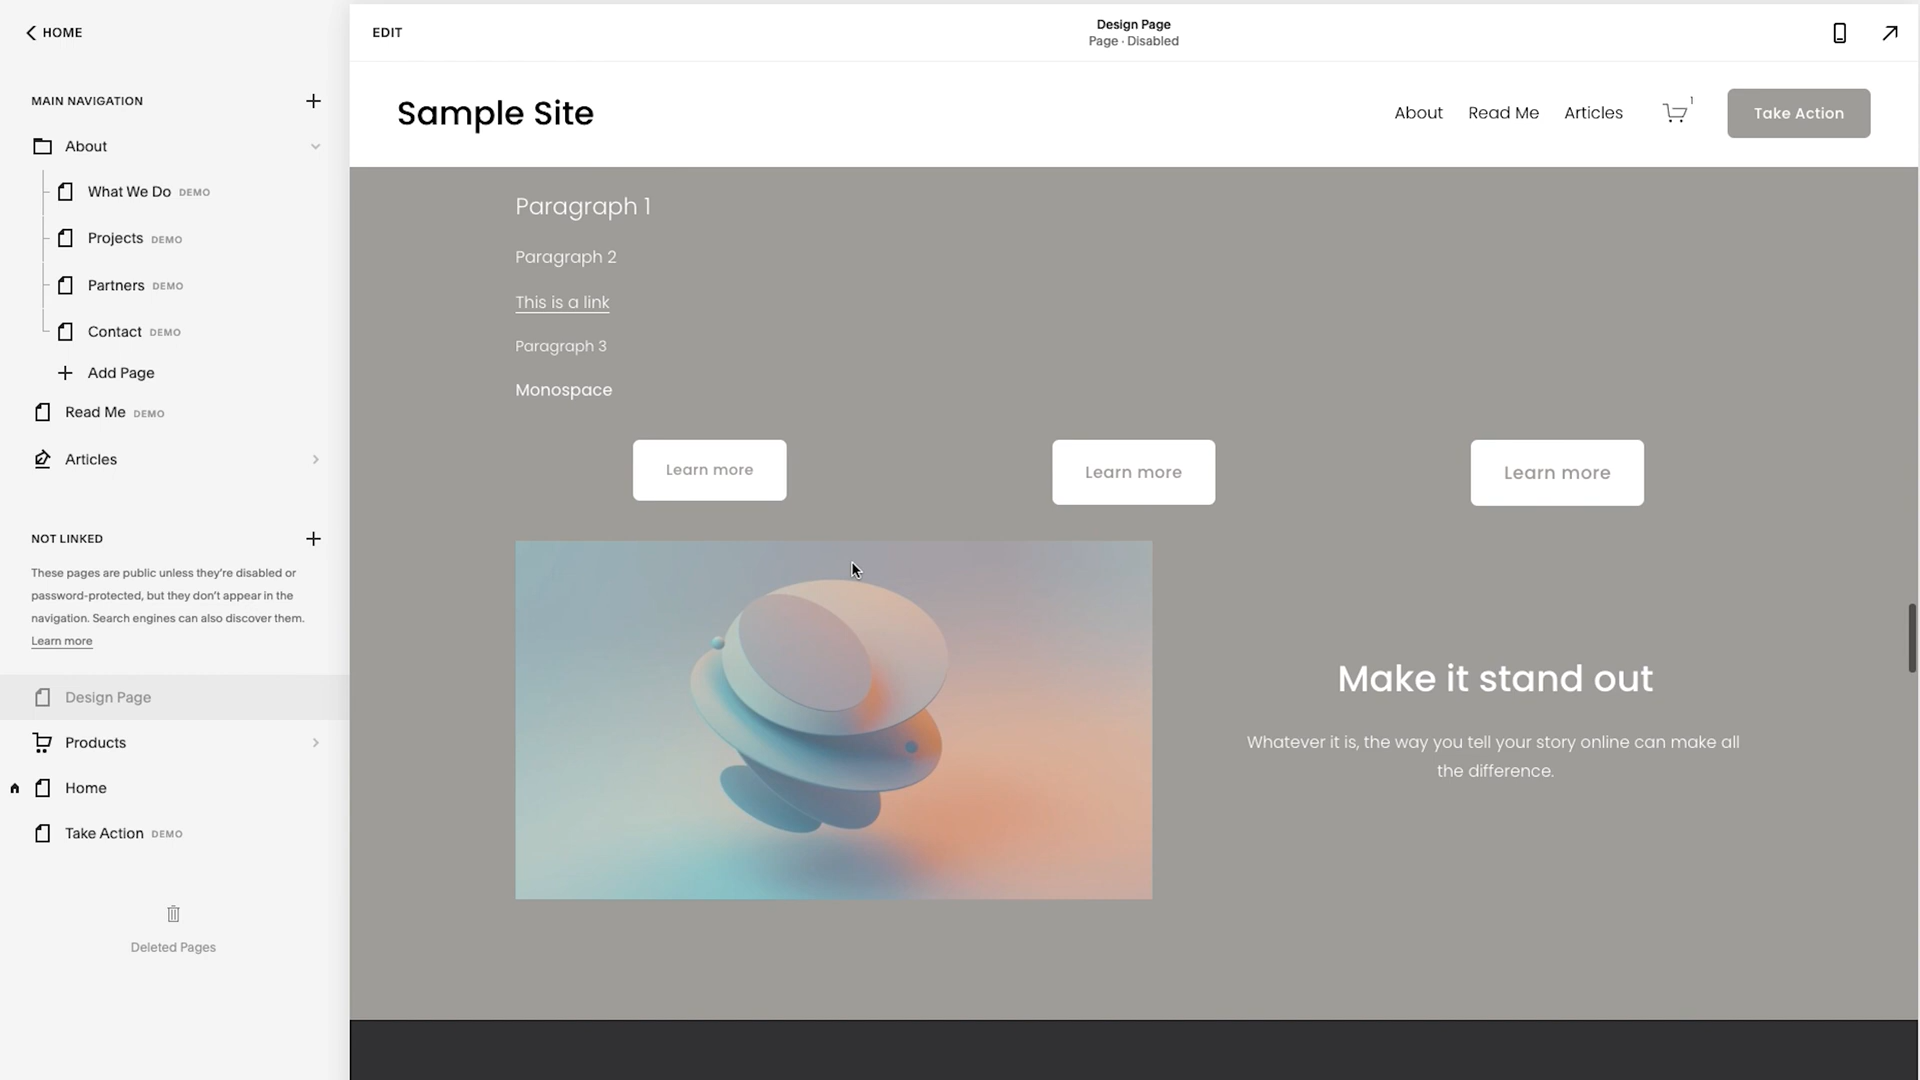 HOME
MAIN NAVIGATION
About
What We Do DEMO
Projects DEMO
Partners DEMO
Contact DEMO
Add Page
Read Me DEMO
Articles
NOT LINKED
These pages are public unless they're disabled or
password-protected, but they don't appear in the
navigation. Search engines can also discover them.
Learn more
Design Page
Products
Home
Take Action DEMO
Deleted Pages
EDIT
Design Page
Page · Disabled
Sample Site
About Read Me Articles 1 Take Action
Paragraph 1
Paragraph 2
This is a link
Paragraph 3
Monospace
Learn more Learn more Learn more
Make it stand out
Whatever it is, the way you tell your story online can make all
the difference.